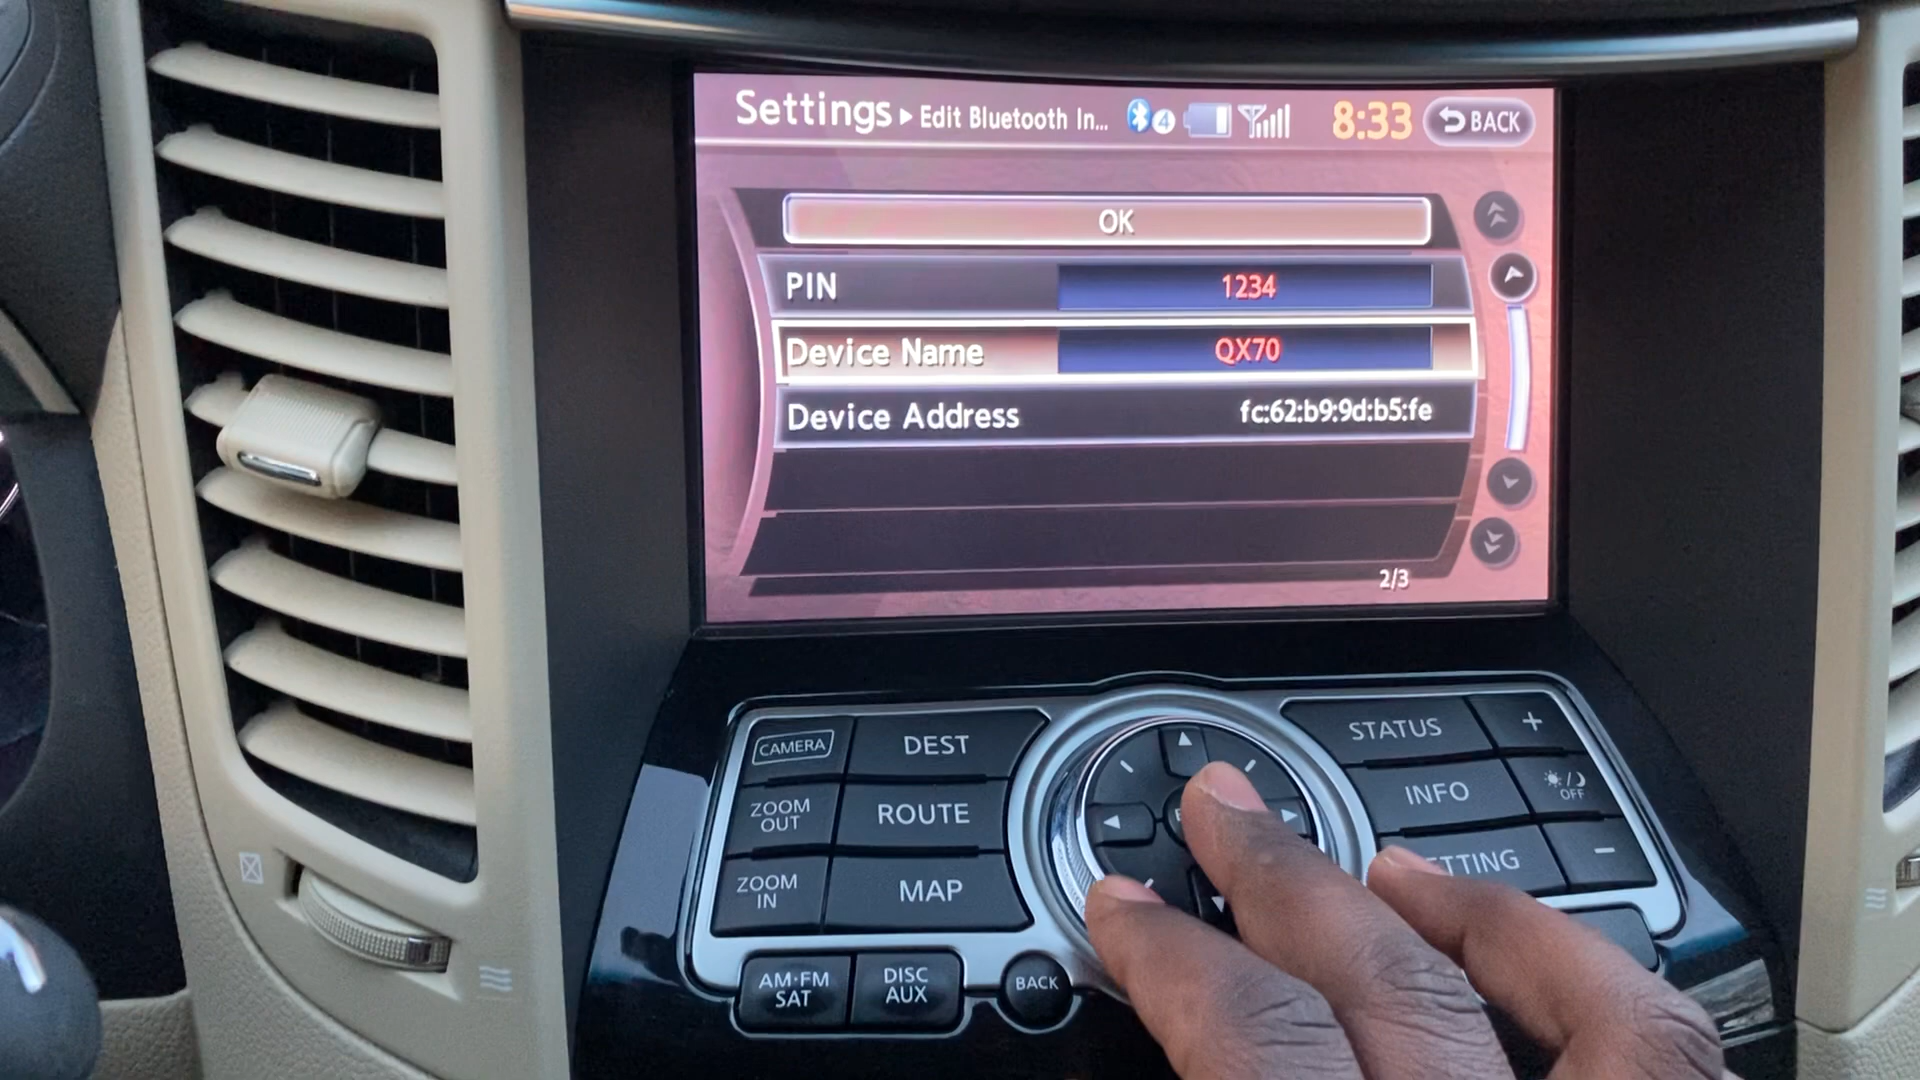 Settings ▸ Edit Bluetooth In... 4 8:33 BACK
OK
PIN 1234
Device Name QX70
Device Address fc:62:b9:9d:b5:fe
2/3
CAMERA DEST STATUS +
ZOOM OUT ROUTE INFO OFF
ZOOM IN MAP −
AM·FM SAT DISC AUX BACK